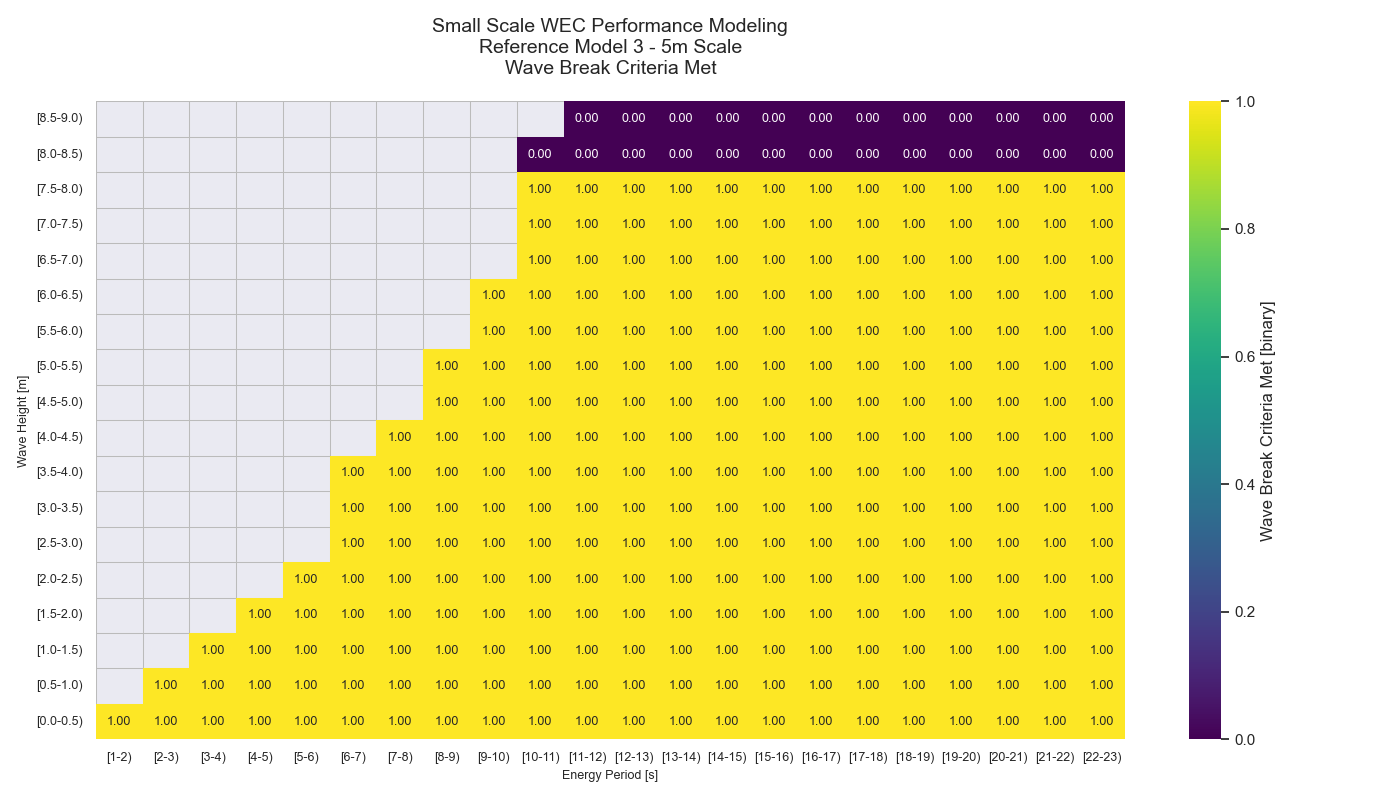 Small Scale WEC Performance Modeling
Reference Model 3 - 5m Scale
Wave Break Criteria Met
[8.5-9.0) 0.00 0.00 0.00 0.00 0.00 0.00 0.00 0.00 0.00 0.00 0.00 0.00
[8.0-8.5) 0.00 0.00 0.00 0.00 0.00 0.00 0.00 0.00 0.00 0.00 0.00 0.00 0.00
[7.5-8.0) 1.00 1.00 1.00 1.00 1.00 1.00 1.00 1.00 1.00 1.00 1.00 1.00 1.00
[7.0-7.5) 1.00 1.00 1.00 1.00 1.00 1.00 1.00 1.00 1.00 1.00 1.00 1.00 1.00
[6.5-7.0) 1.00 1.00 1.00 1.00 1.00 1.00 1.00 1.00 1.00 1.00 1.00 1.00 1.00
[6.0-6.5) 1.00 1.00 1.00 1.00 1.00 1.00 1.00 1.00 1.00 1.00 1.00 1.00 1.00 1.00
[5.5-6.0) 1.00 1.00 1.00 1.00 1.00 1.00 1.00 1.00 1.00 1.00 1.00 1.00 1.00 1.00
[5.0-5.5) 1.00 1.00 1.00 1.00 1.00 1.00 1.00 1.00 1.00 1.00 1.00 1.00 1.00 1.00 1.00
[4.5-5.0) 1.00 1.00 1.00 1.00 1.00 1.00 1.00 1.00 1.00 1.00 1.00 1.00 1.00 1.00 1.00
[4.0-4.5) 1.00 1.00 1.00 1.00 1.00 1.00 1.00 1.00 1.00 1.00 1.00 1.00 1.00 1.00 1.00 1.00
[3.5-4.0) 1.00 1.00 1.00 1.00 1.00 1.00 1.00 1.00 1.00 1.00 1.00 1.00 1.00 1.00 1.00 1.00 1.00
[3.0-3.5) 1.00 1.00 1.00 1.00 1.00 1.00 1.00 1.00 1.00 1.00 1.00 1.00 1.00 1.00 1.00 1.00 1.00
[2.5-3.0) 1.00 1.00 1.00 1.00 1.00 1.00 1.00 1.00 1.00 1.00 1.00 1.00 1.00 1.00 1.00 1.00 1.00
[2.0-2.5) 1.00 1.00 1.00 1.00 1.00 1.00 1.00 1.00 1.00 1.00 1.00 1.00 1.00 1.00 1.00 1.00 1.00 1.00
[1.5-2.0) 1.00 1.00 1.00 1.00 1.00 1.00 1.00 1.00 1.00 1.00 1.00 1.00 1.00 1.00 1.00 1.00 1.00 1.00 1.00
[1.0-1.5) 1.00 1.00 1.00 1.00 1.00 1.00 1.00 1.00 1.00 1.00 1.00 1.00 1.00 1.00 1.00 1.00 1.00 1.00 1.00 1.00
[0.5-1.0) 1.00 1.00 1.00 1.00 1.00 1.00 1.00 1.00 1.00 1.00 1.00 1.00 1.00 1.00 1.00 1.00 1.00 1.00 1.00 1.00 1.00
[0.0-0.5) 1.00 1.00 1.00 1.00 1.00 1.00 1.00 1.00 1.00 1.00 1.00 1.00 1.00 1.00 1.00 1.00 1.00 1.00 1.00 1.00 1.00 1.00
[1-2) [2-3) [3-4) [4-5) [5-6) [6-7) [7-8) [8-9) [9-10) [10-11) [11-12) [12-13) [13-14) [14-15) [15-16) [16-17) [17-18) [18-19) [19-20) [20-21) [21-22) [22-23)
Energy Period [s]
Wave Height [m]
1.0
0.8
0.6
0.4
0.2
0.0
Wave Break Criteria Met [binary]